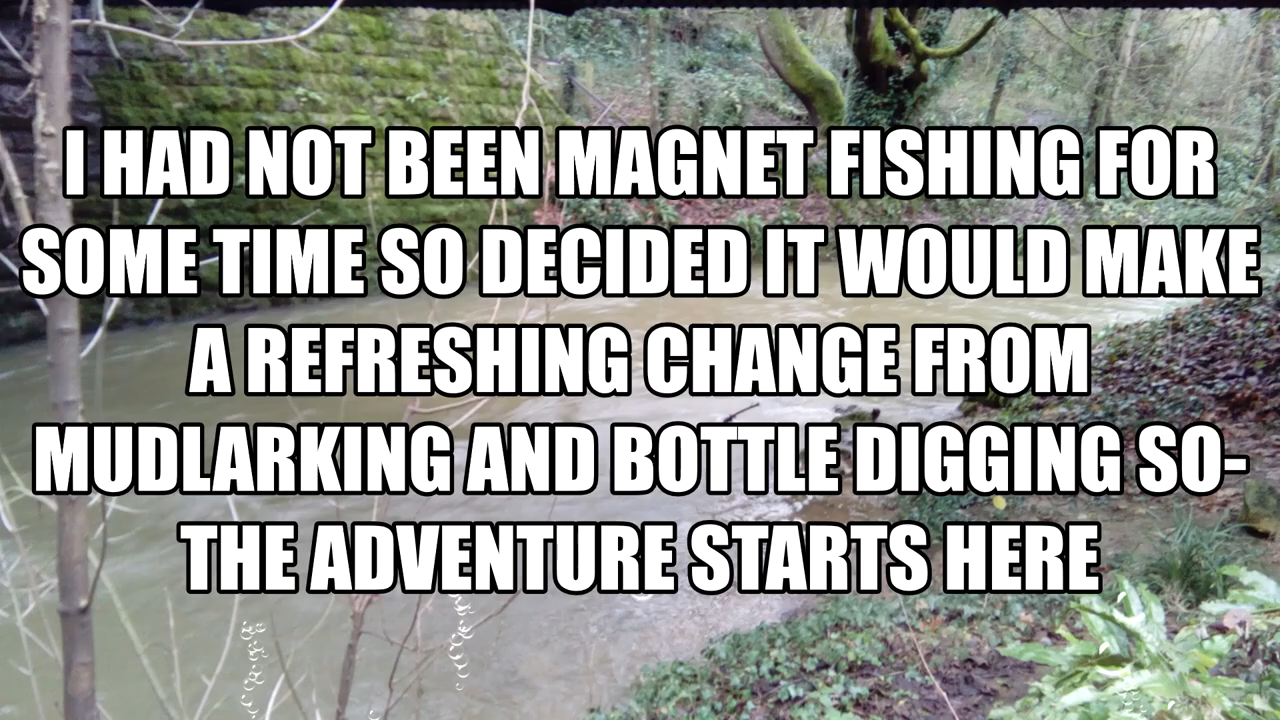 I HAD NOT BEEN MAGNET FISHING FOR
SOME TIME SO DECIDED IT WOULD MAKE
A REFRESHING CHANGE FROM
MUDLARKING AND BOTTLE DIGGING SO-
THE ADVENTURE STARTS HERE